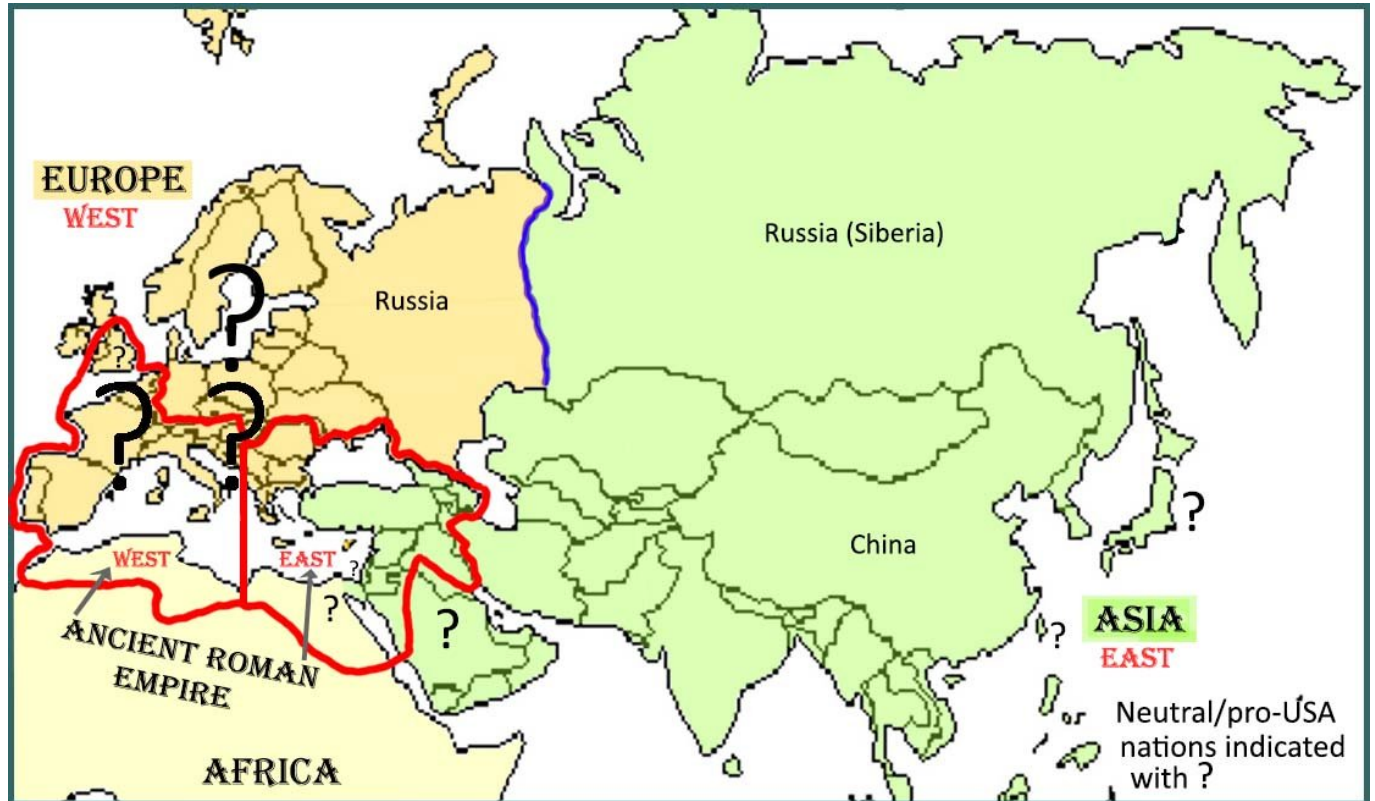 EUROPE
WEST
Russia
Russia (Siberia)
?
?
?
?
China
?
WEST
EAST
?
?
?
ANCIENT ROMAN
EMPIRE
?
ASIA
EAST
AFRICA
Neutral/pro-USA
nations indicated
with ?